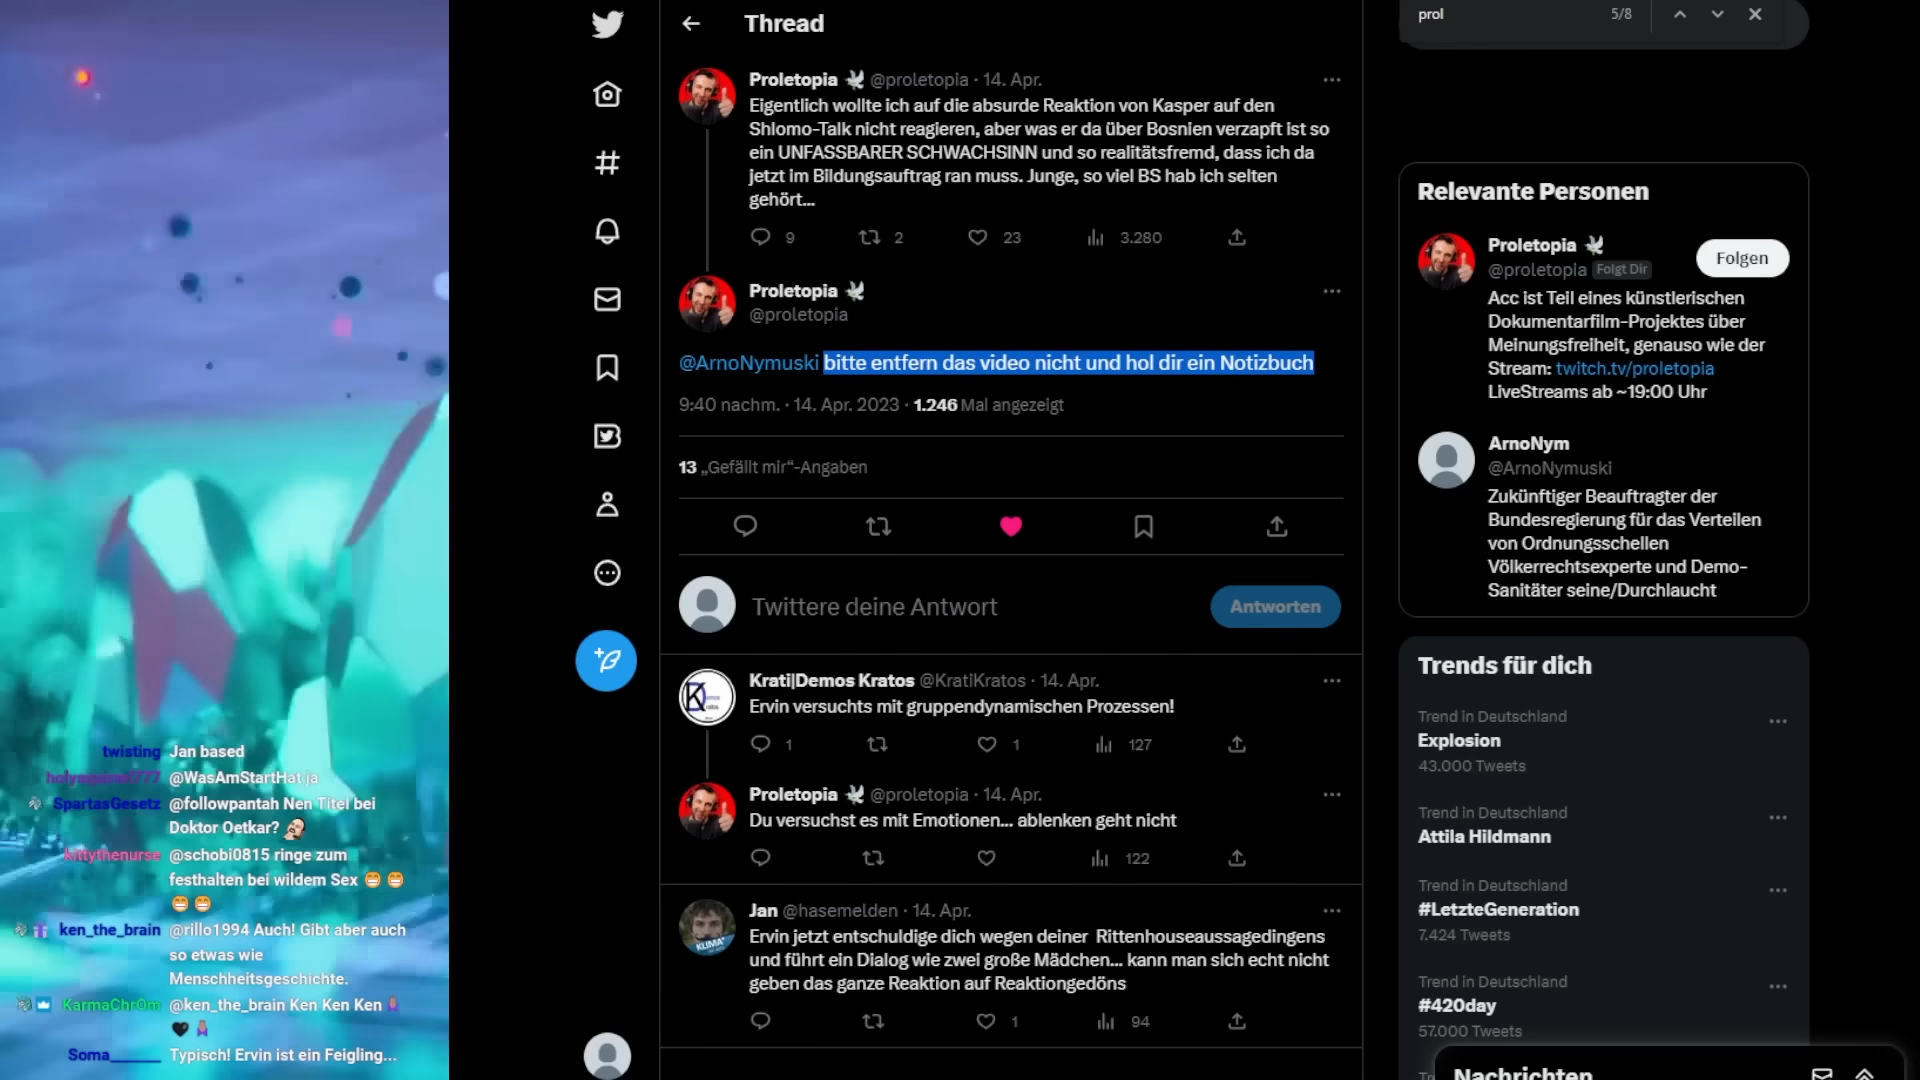 prol
5/8
Thread
Proletopia 🕊 @proletopia · 14. Apr.
Eigentlich wollte ich auf die absurde Reaktion von Kasper auf den
Shlomo-Talk nicht reagieren, aber was er da über Bosnien verzapft ist so
ein UNFASSBARER SCHWACHSINN und so realitätsfremd, dass ich da
jetzt im Bildungsauftrag ran muss. Junge, so viel BS hab ich selten
gehört...
9 2 23 3.280
Proletopia 🕊
@proletopia
@ArnoNymuski bitte entfern das video nicht und hol dir ein Notizbuch
9:40 nachm. · 14. Apr. 2023 · 1.246 Mal angezeigt
13 „Gefällt mir“-Angaben
Twittere deine Antwort
Antworten
Krati|Demos Kratos @KratiKratos · 14. Apr.
Ervin versuchts mit gruppendynamischen Prozessen!
1 1 127
Proletopia 🕊 @proletopia · 14. Apr.
Du versuchst es mit Emotionen... ablenken geht nicht
122
Jan @hasemelden · 14. Apr.
Ervin jetzt entschuldige dich wegen deiner Rittenhouseaussagedingens
und führt ein Dialog wie zwei große Mädchen... kann man sich echt nicht
geben das ganze Reaktion auf Reaktiongedöns
1 94
KLIMA
Relevante Personen
Proletopia 🕊
@proletopia Folgt Dir
Folgen
Acc ist Teil eines künstlerischen
Dokumentarfilm-Projektes über
Meinungsfreiheit, genauso wie der
Stream: twitch.tv/proletopia
LiveStreams ab ~19:00 Uhr
ArnoNym
@ArnoNymuski
Zukünftiger Beauftragter der
Bundesregierung für das Verteilen
von Ordnungsschellen
Völkerrechtsexperte und Demo-
Sanitäter seine/Durchlaucht
Trends für dich
Trend in Deutschland
Explosion
43.000 Tweets
Trend in Deutschland
Attila Hildmann
Trend in Deutschland
#LetzteGeneration
7.424 Tweets
Trend in Deutschland
#420day
57.000 Tweets
Nachrichten
twisting Jan based
@WasAmStartHat ja
SpartasGesetz @followpantah Nen Titel bei
Doktor Oetkar?
kittythenurse @schobi0815 ringe zum
festhalten bei wildem Sex 😁 😁
😁 😁
ken_the_brain @rillo1994 Auch! Gibt aber auch
so etwas wie
Menschheitsgeschichte.
KarmaChr0m @ken_the_brain Ken Ken Ken
🖤
Soma______ Typisch! Ervin ist ein Feigling...